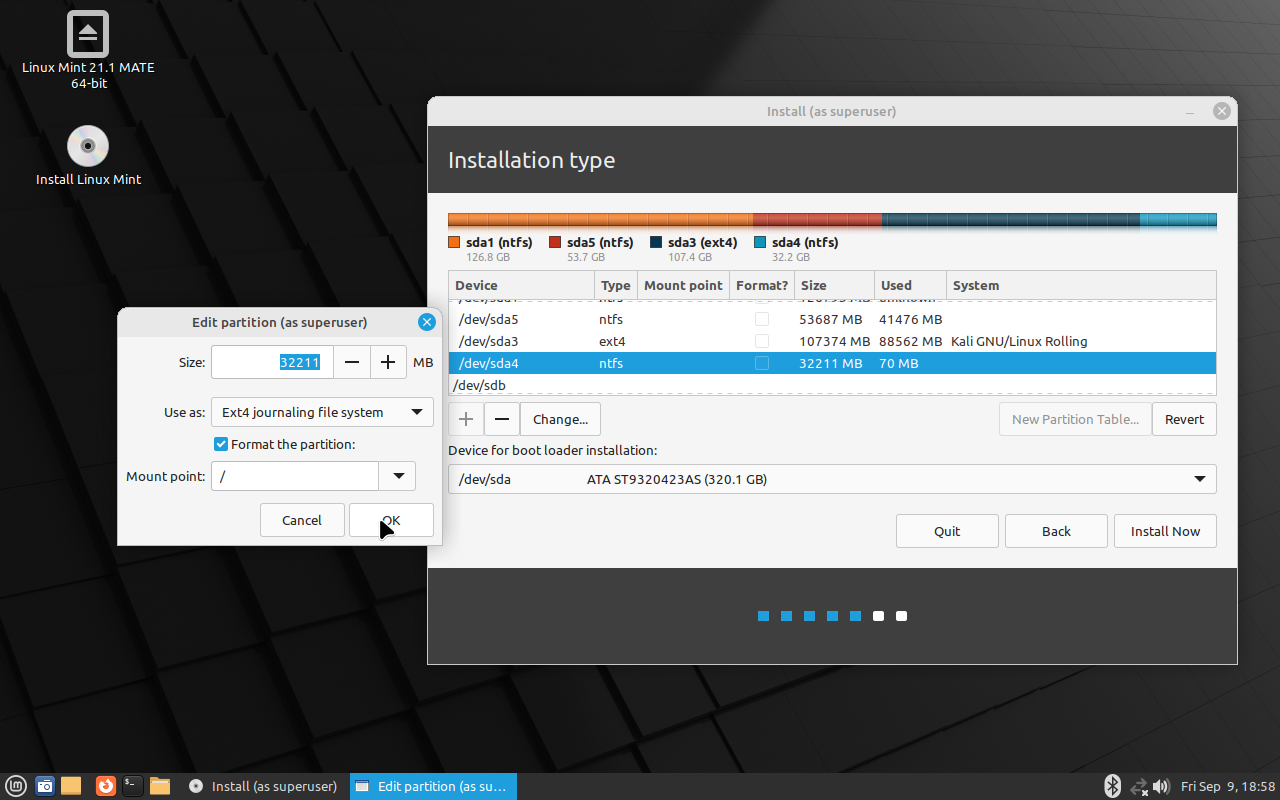 Linux Mint 21.1 MATE
64-bit
Install Linux Mint
Install (as superuser)
Installation type
sda1 (ntfs)
126.8 GB
sda5 (ntfs)
53.7 GB
sda3 (ext4)
107.4 GB
sda4 (ntfs)
32.2 GB
Device Type Mount point Format? Size Used System
/dev/sda5 ntfs 53687 MB 41476 MB
/dev/sda3 ext4 107374 MB 88562 MB Kali GNU/Linux Rolling
/dev/sda4 ntfs 32211 MB 70 MB
/dev/sdb
Change...
New Partition Table... Revert
Device for boot loader installation:
/dev/sda ATA ST9320423AS (320.1 GB)
Quit Back Install Now
Edit partition (as superuser)
Size: 32211 MB
Use as: Ext4 journaling file system
Format the partition:
Mount point: /
Cancel OK
Install (as superuser)
Edit partition (as su...
Fri Sep 9, 18:58